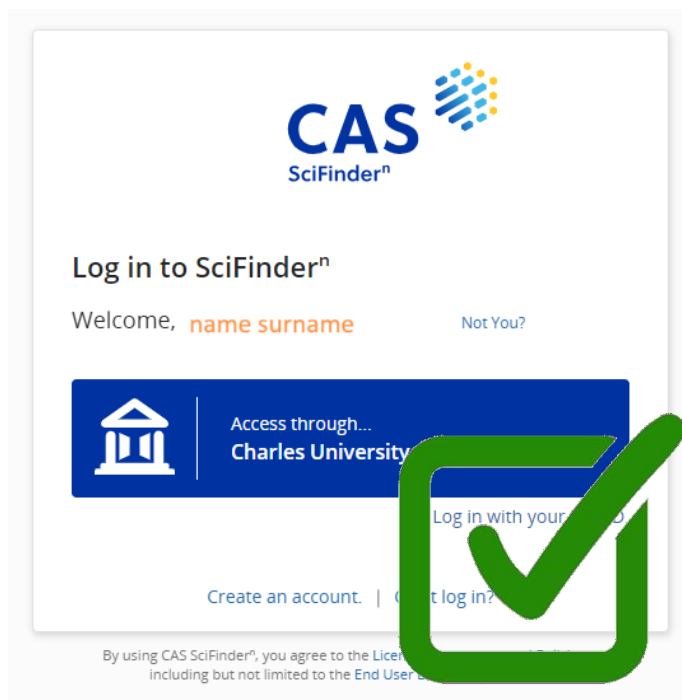 CAS
SciFinderⁿ
Log in to SciFinderⁿ
Welcome, name surname Not You?
Access through...
Charles University
Log in with your
Create an account. | log in?
By using CAS SciFinderⁿ, you agree to the
including but not limited to the End User